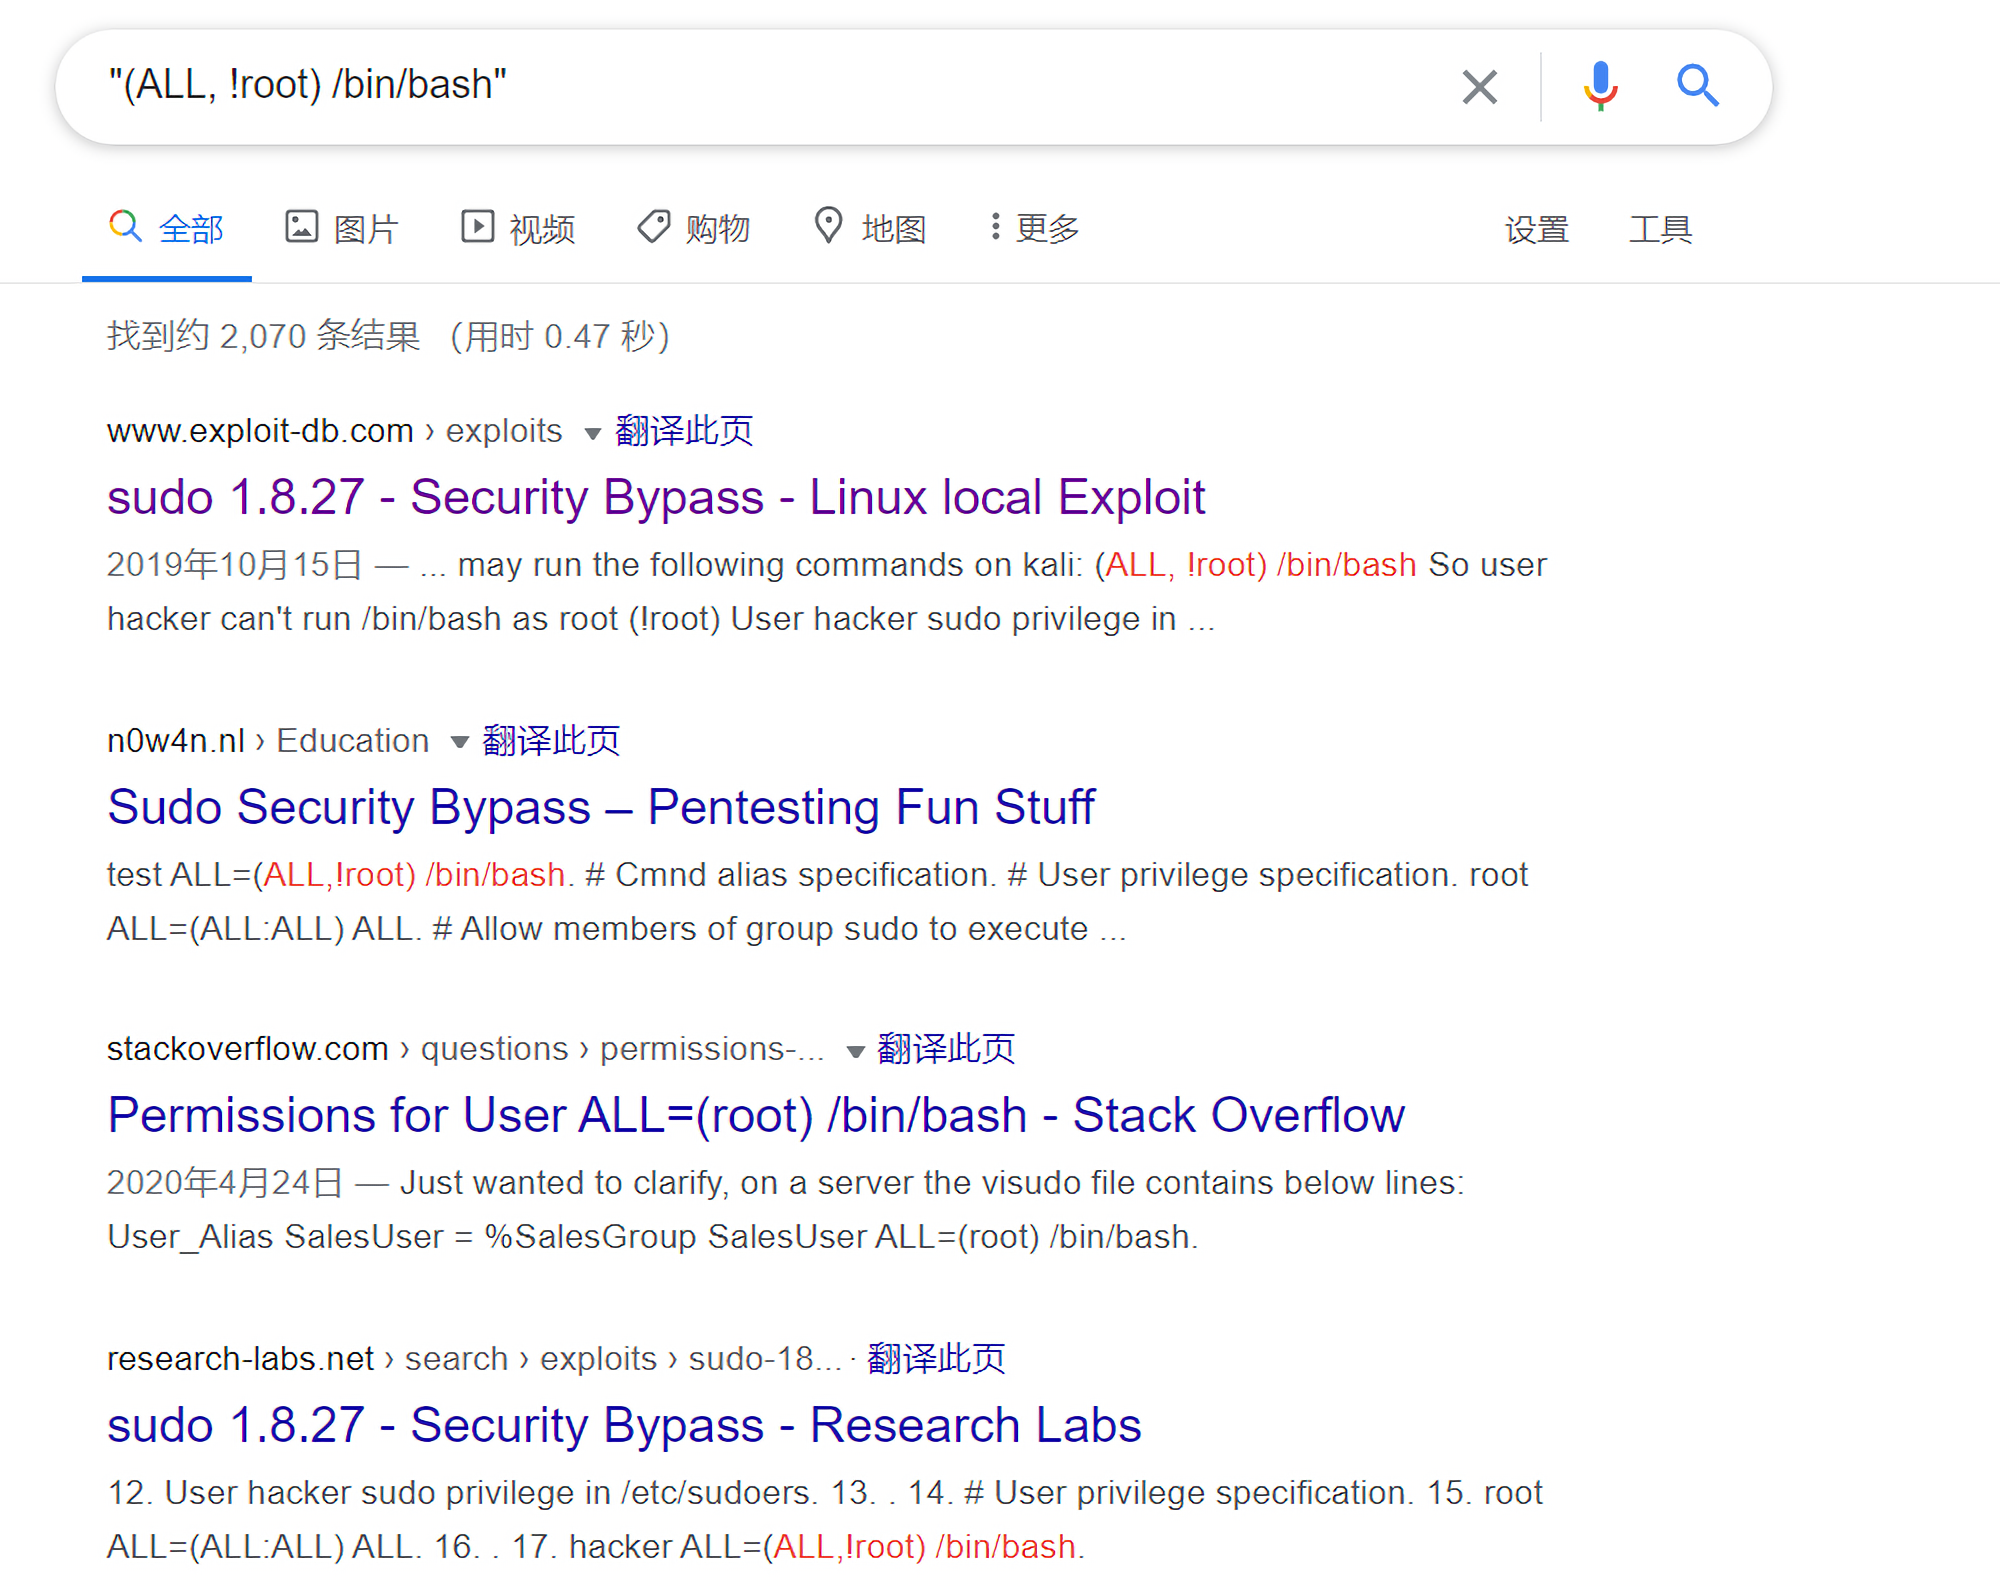 "(ALL, !root) /bin/bash"
全部 图片 视频 购物 地图 更多 设置 工具
找到约 2,070 条结果 （用时 0.47 秒）
www.exploit-db.com › exploits 翻译此页
sudo 1.8.27 - Security Bypass - Linux local Exploit
2019年10月15日 — ... may run the following commands on kali: (ALL, !root) /bin/bash So user
hacker can't run /bin/bash as root (!root) User hacker sudo privilege in ...
n0w4n.nl › Education 翻译此页
Sudo Security Bypass – Pentesting Fun Stuff
test ALL=(ALL,!root) /bin/bash. # Cmnd alias specification. # User privilege specification. root
ALL=(ALL:ALL) ALL. # Allow members of group sudo to execute ...
stackoverflow.com › questions › permissions-... 翻译此页
Permissions for User ALL=(root) /bin/bash - Stack Overflow
2020年4月24日 — Just wanted to clarify, on a server the visudo file contains below lines:
User_Alias SalesUser = %SalesGroup SalesUser ALL=(root) /bin/bash.
research-labs.net › search › exploits › sudo-18... · 翻译此页
sudo 1.8.27 - Security Bypass - Research Labs
12. User hacker sudo privilege in /etc/sudoers. 13. . 14. # User privilege specification. 15. root
ALL=(ALL:ALL) ALL. 16. . 17. hacker ALL=(ALL,!root) /bin/bash.